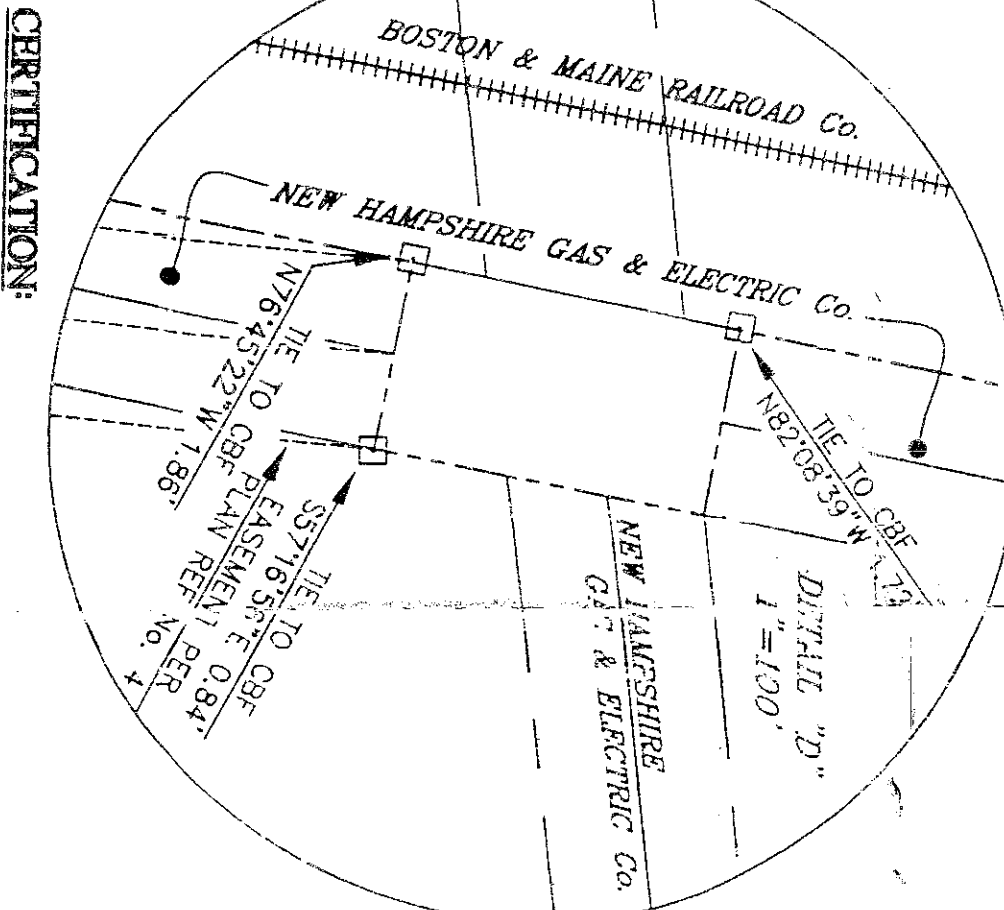 CERTIFICATION:
BOSTON & MAINE RAILROAD Co.
NEW HAMPSHIRE GAS & ELECTRIC Co.
N76°45'22"W 1.86'
TIE TO CBF
EASEMENT PER
PLAN REF No. 4
TIE TO CBF
S57°16'56"E 0.84'
TIE TO CBF
N82°08'39"W
NEW HAMPSHIRE
GAS & ELECTRIC Co.
DETAIL "D"
1"=100'